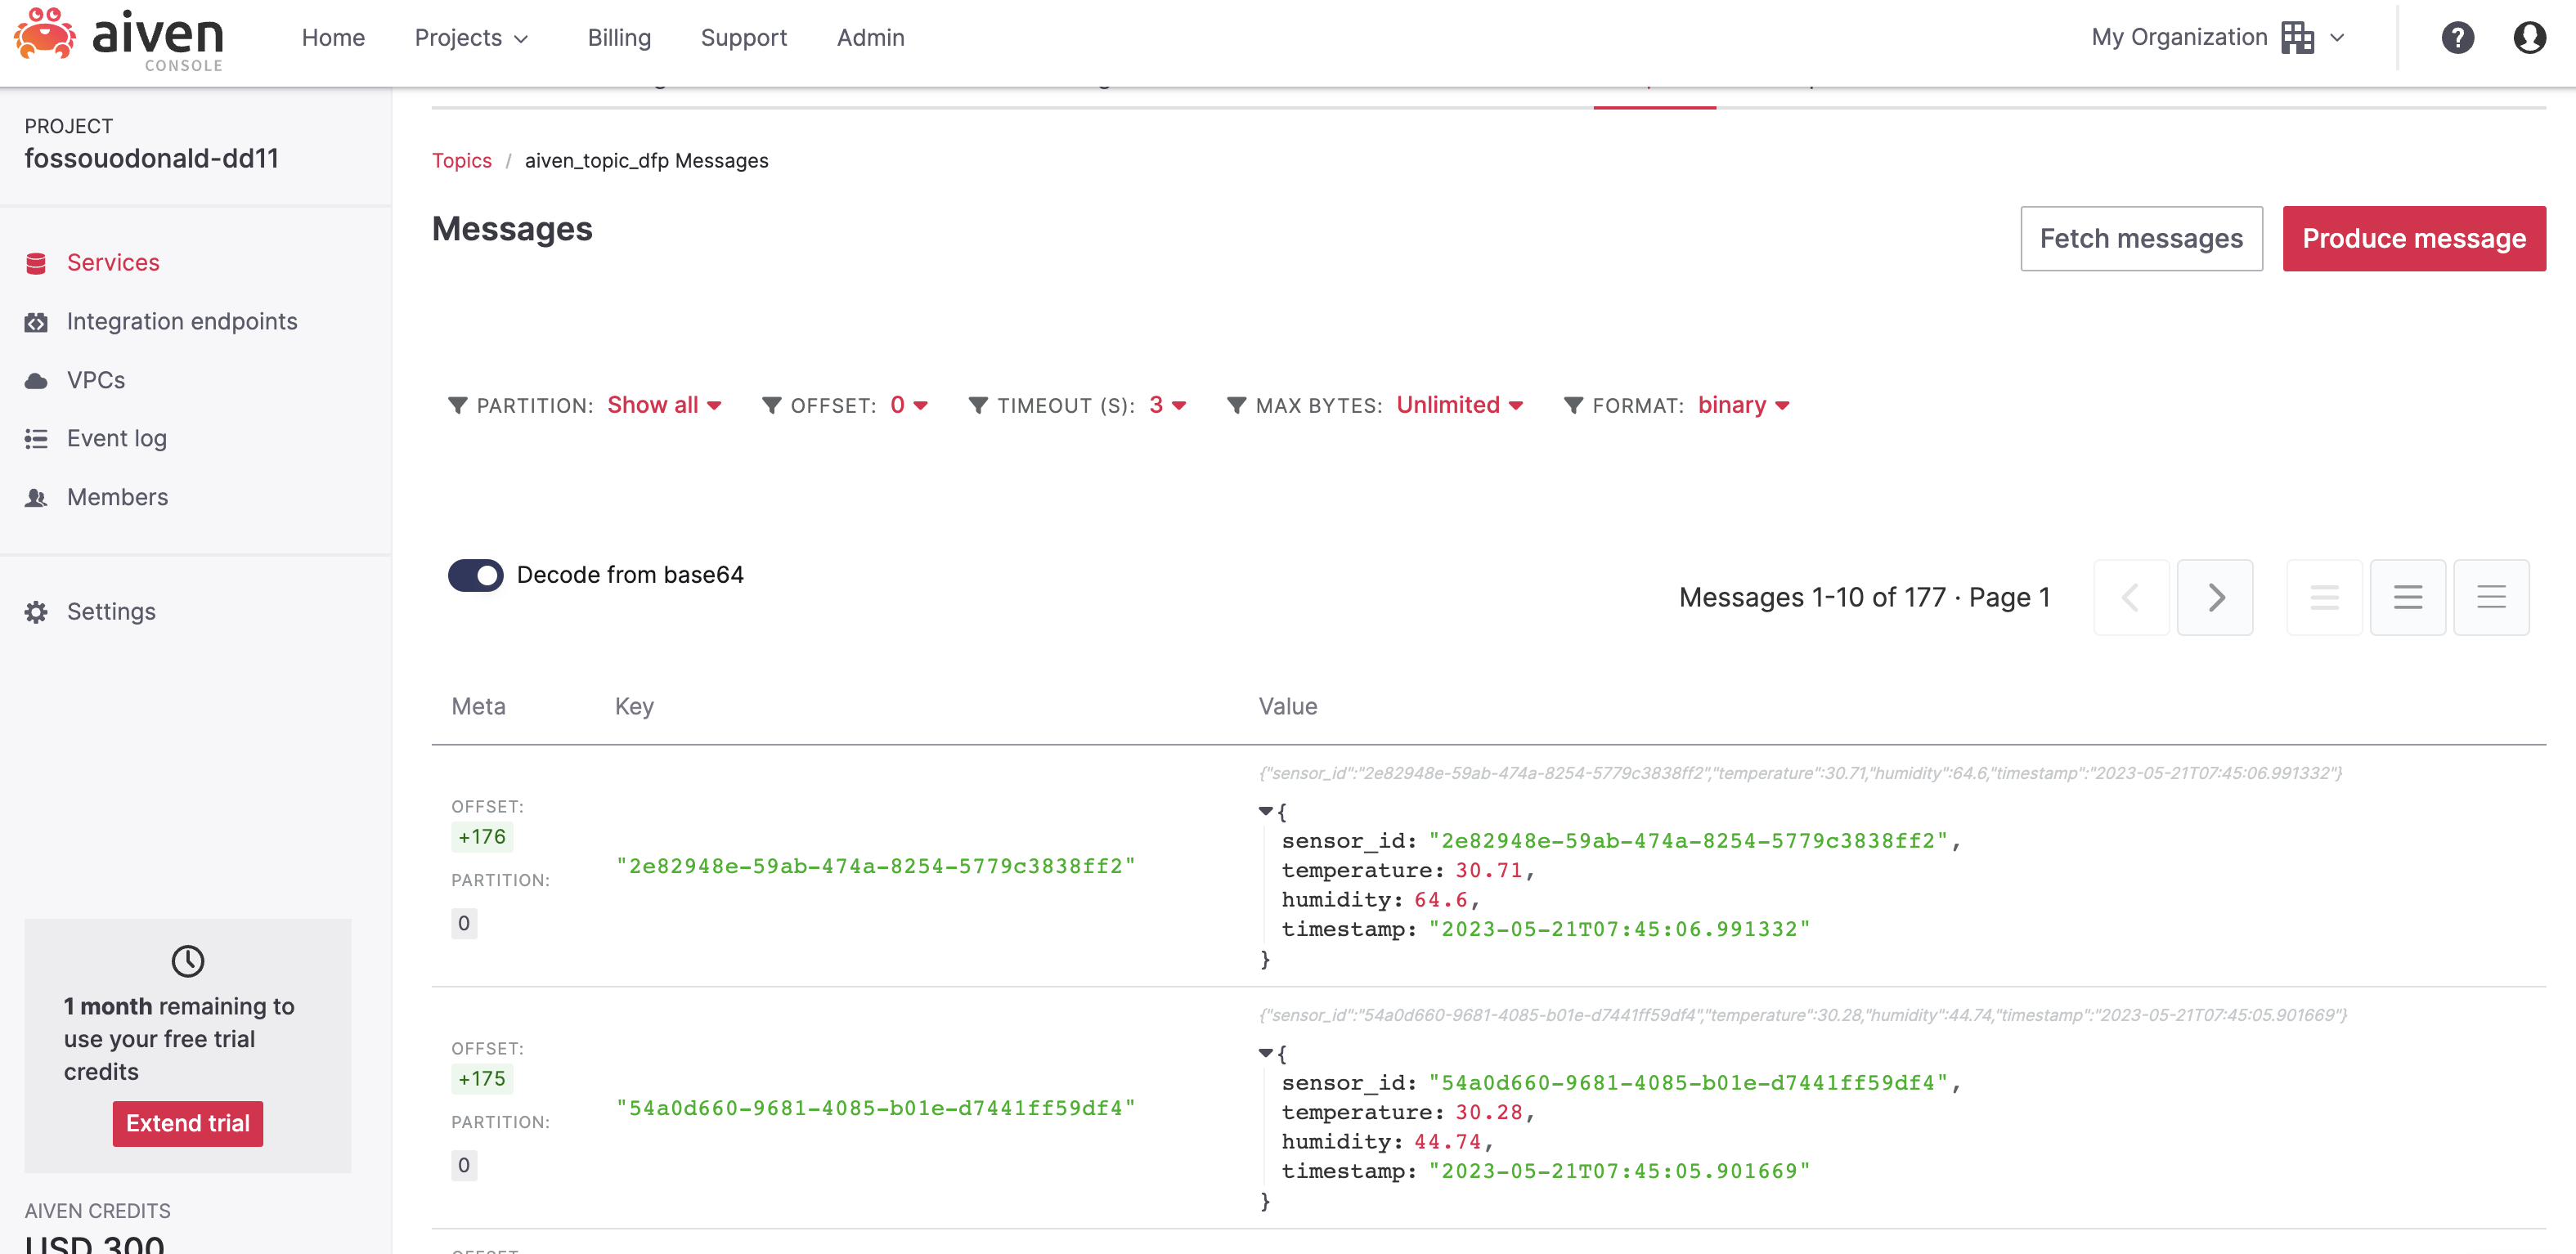 aiven
CONSOLE
Home Projects Billing Support Admin
My Organization
PROJECT
fossouodonald-dd11
Services
Integration endpoints
VPCs
Event log
Members
Settings
1 month remaining to
use your free trial
credits
Extend trial
AIVEN CREDITS
USD 300
Topics / aiven_topic_dfp Messages
Messages
Fetch messages Produce message
PARTITION: Show all OFFSET: 0 TIMEOUT (S): 3 MAX BYTES: Unlimited FORMAT: binary
Decode from base64
Messages 1-10 of 177 · Page 1
Meta Key Value
OFFSET:
+176
PARTITION:
0
"2e82948e-59ab-474a-8254-5779c3838ff2"
{"sensor_id":"2e82948e-59ab-474a-8254-5779c3838ff2","temperature":30.71,"humidity":64.6,"timestamp":"2023-05-21T07:45:06.991332"}
{
sensor_id: "2e82948e-59ab-474a-8254-5779c3838ff2",
temperature: 30.71,
humidity: 64.6,
timestamp: "2023-05-21T07:45:06.991332"
}
OFFSET:
+175
PARTITION:
0
"54a0d660-9681-4085-b01e-d7441ff59df4"
{"sensor_id":"54a0d660-9681-4085-b01e-d7441ff59df4","temperature":30.28,"humidity":44.74,"timestamp":"2023-05-21T07:45:05.901669"}
{
sensor_id: "54a0d660-9681-4085-b01e-d7441ff59df4",
temperature: 30.28,
humidity: 44.74,
timestamp: "2023-05-21T07:45:05.901669"
}